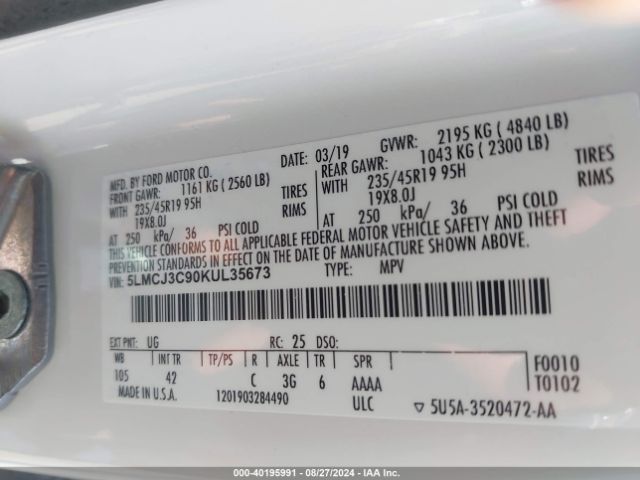 MFD. BY FORD MOTOR CO.
DATE: 03/19 GVWR: 2195 KG ( 4840 LB)
FRONT GAWR: 1161 KG ( 2560 LB) REAR GAWR: 1043 KG ( 2300 LB)
WITH 235/45R19 95H TIRES WITH 235/45R19 95H TIRES
19X8.0J RIMS 19X8.0J RIMS
AT 250 kPa/ 36 PSI COLD AT 250 kPa/ 36 PSI COLD
THIS VEHICLE CONFORMS TO ALL APPLICABLE FEDERAL MOTOR VEHICLE SAFETY AND THEFT
PREVENTION STANDARDS IN EFFECT ON THE DATE OF MANUFACTURE SHOWN ABOVE.
VIN: 5LMCJ3C90KUL35673 TYPE: MPV
EXT PNT: UG RC: 25 DSO:
WB INT TR TP/PS R AXLE TR SPR F0010
105 42 C 3G 6 AAAA T0102
MADE IN U.S.A. 1201903284490 ULC ▽ 5U5A-3520472-AA
000-40195991 - 08/27/2024 - IAA Inc.